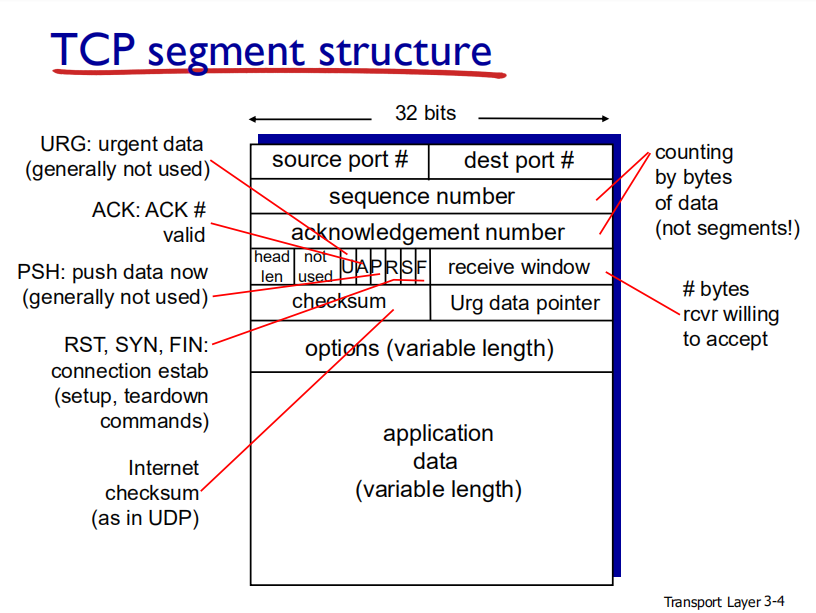 TCP segment structure
32 bits
URG: urgent data
(generally not used)
ACK: ACK #
valid
PSH: push data now
(generally not used)
RST, SYN, FIN:
connection estab
(setup, teardown
commands)
Internet
checksum
(as in UDP)
source port #
dest port #
sequence number
acknowledgement number
head
len
not
used
U A P R S F
receive window
checksum
Urg data pointer
options (variable length)
application
data
(variable length)
counting
by bytes
of data
(not segments!)
# bytes
rcvr willing
to accept
Transport Layer 3-4